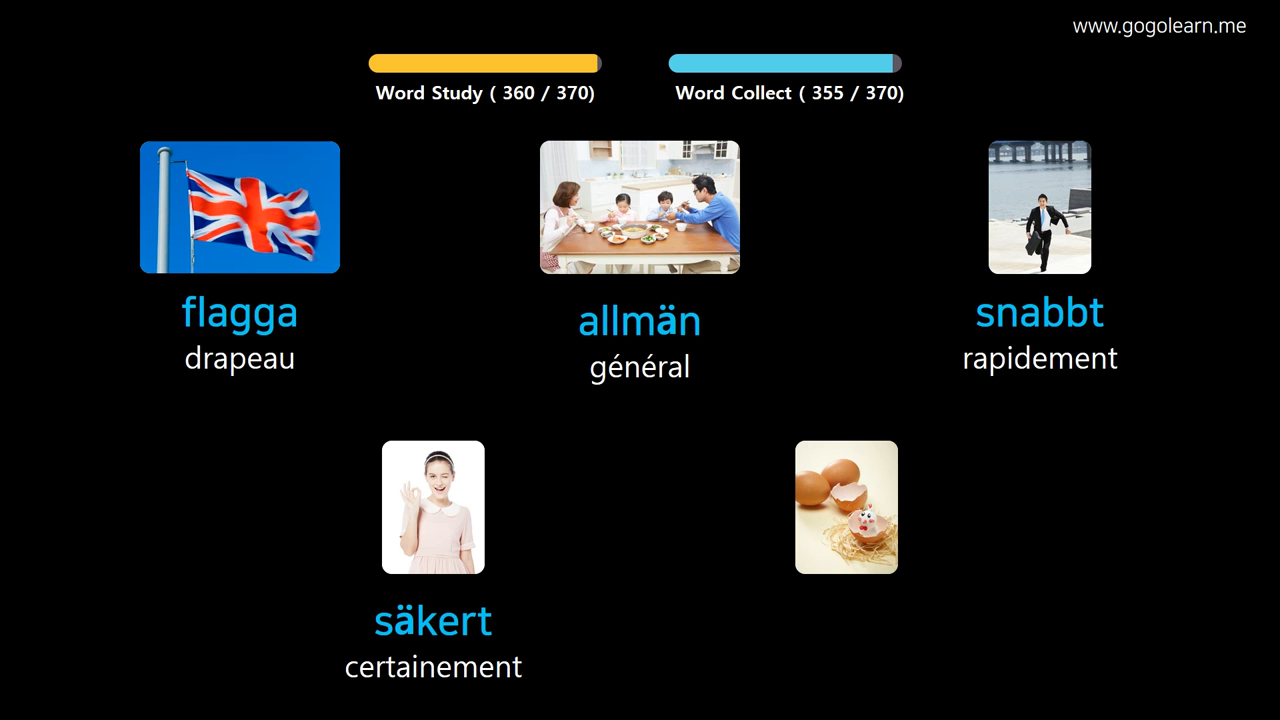 www.gogolearn.me
Word Study ( 360 / 370)
Word Collect ( 355 / 370)
flagga
drapeau
allmän
général
snabbt
rapidement
säkert
certainement